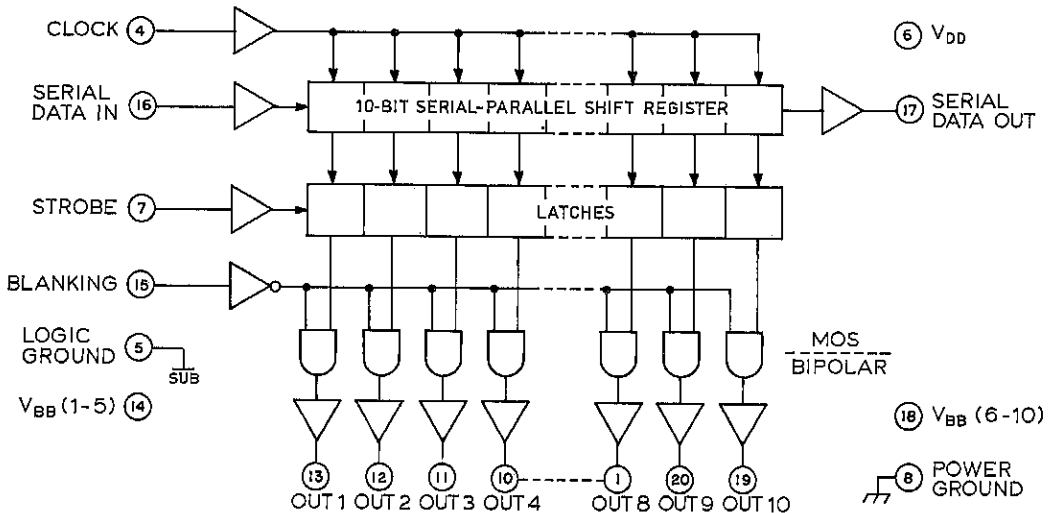 CLOCK 4
6 VDD
SERIAL
DATA IN 16
10-BIT SERIAL-PARALLEL SHIFT REGISTER
17 SERIAL
DATA OUT
STROBE 7
LATCHES
BLANKING 15
LOGIC
GROUND 5
SUB
MOS
BIPOLAR
VBB (1-5) 14
18 VBB (6-10)
13 12 11 10 1 20 19
OUT 1 OUT 2 OUT 3 OUT 4 OUT 8 OUT 9 OUT 10
8 POWER
GROUND